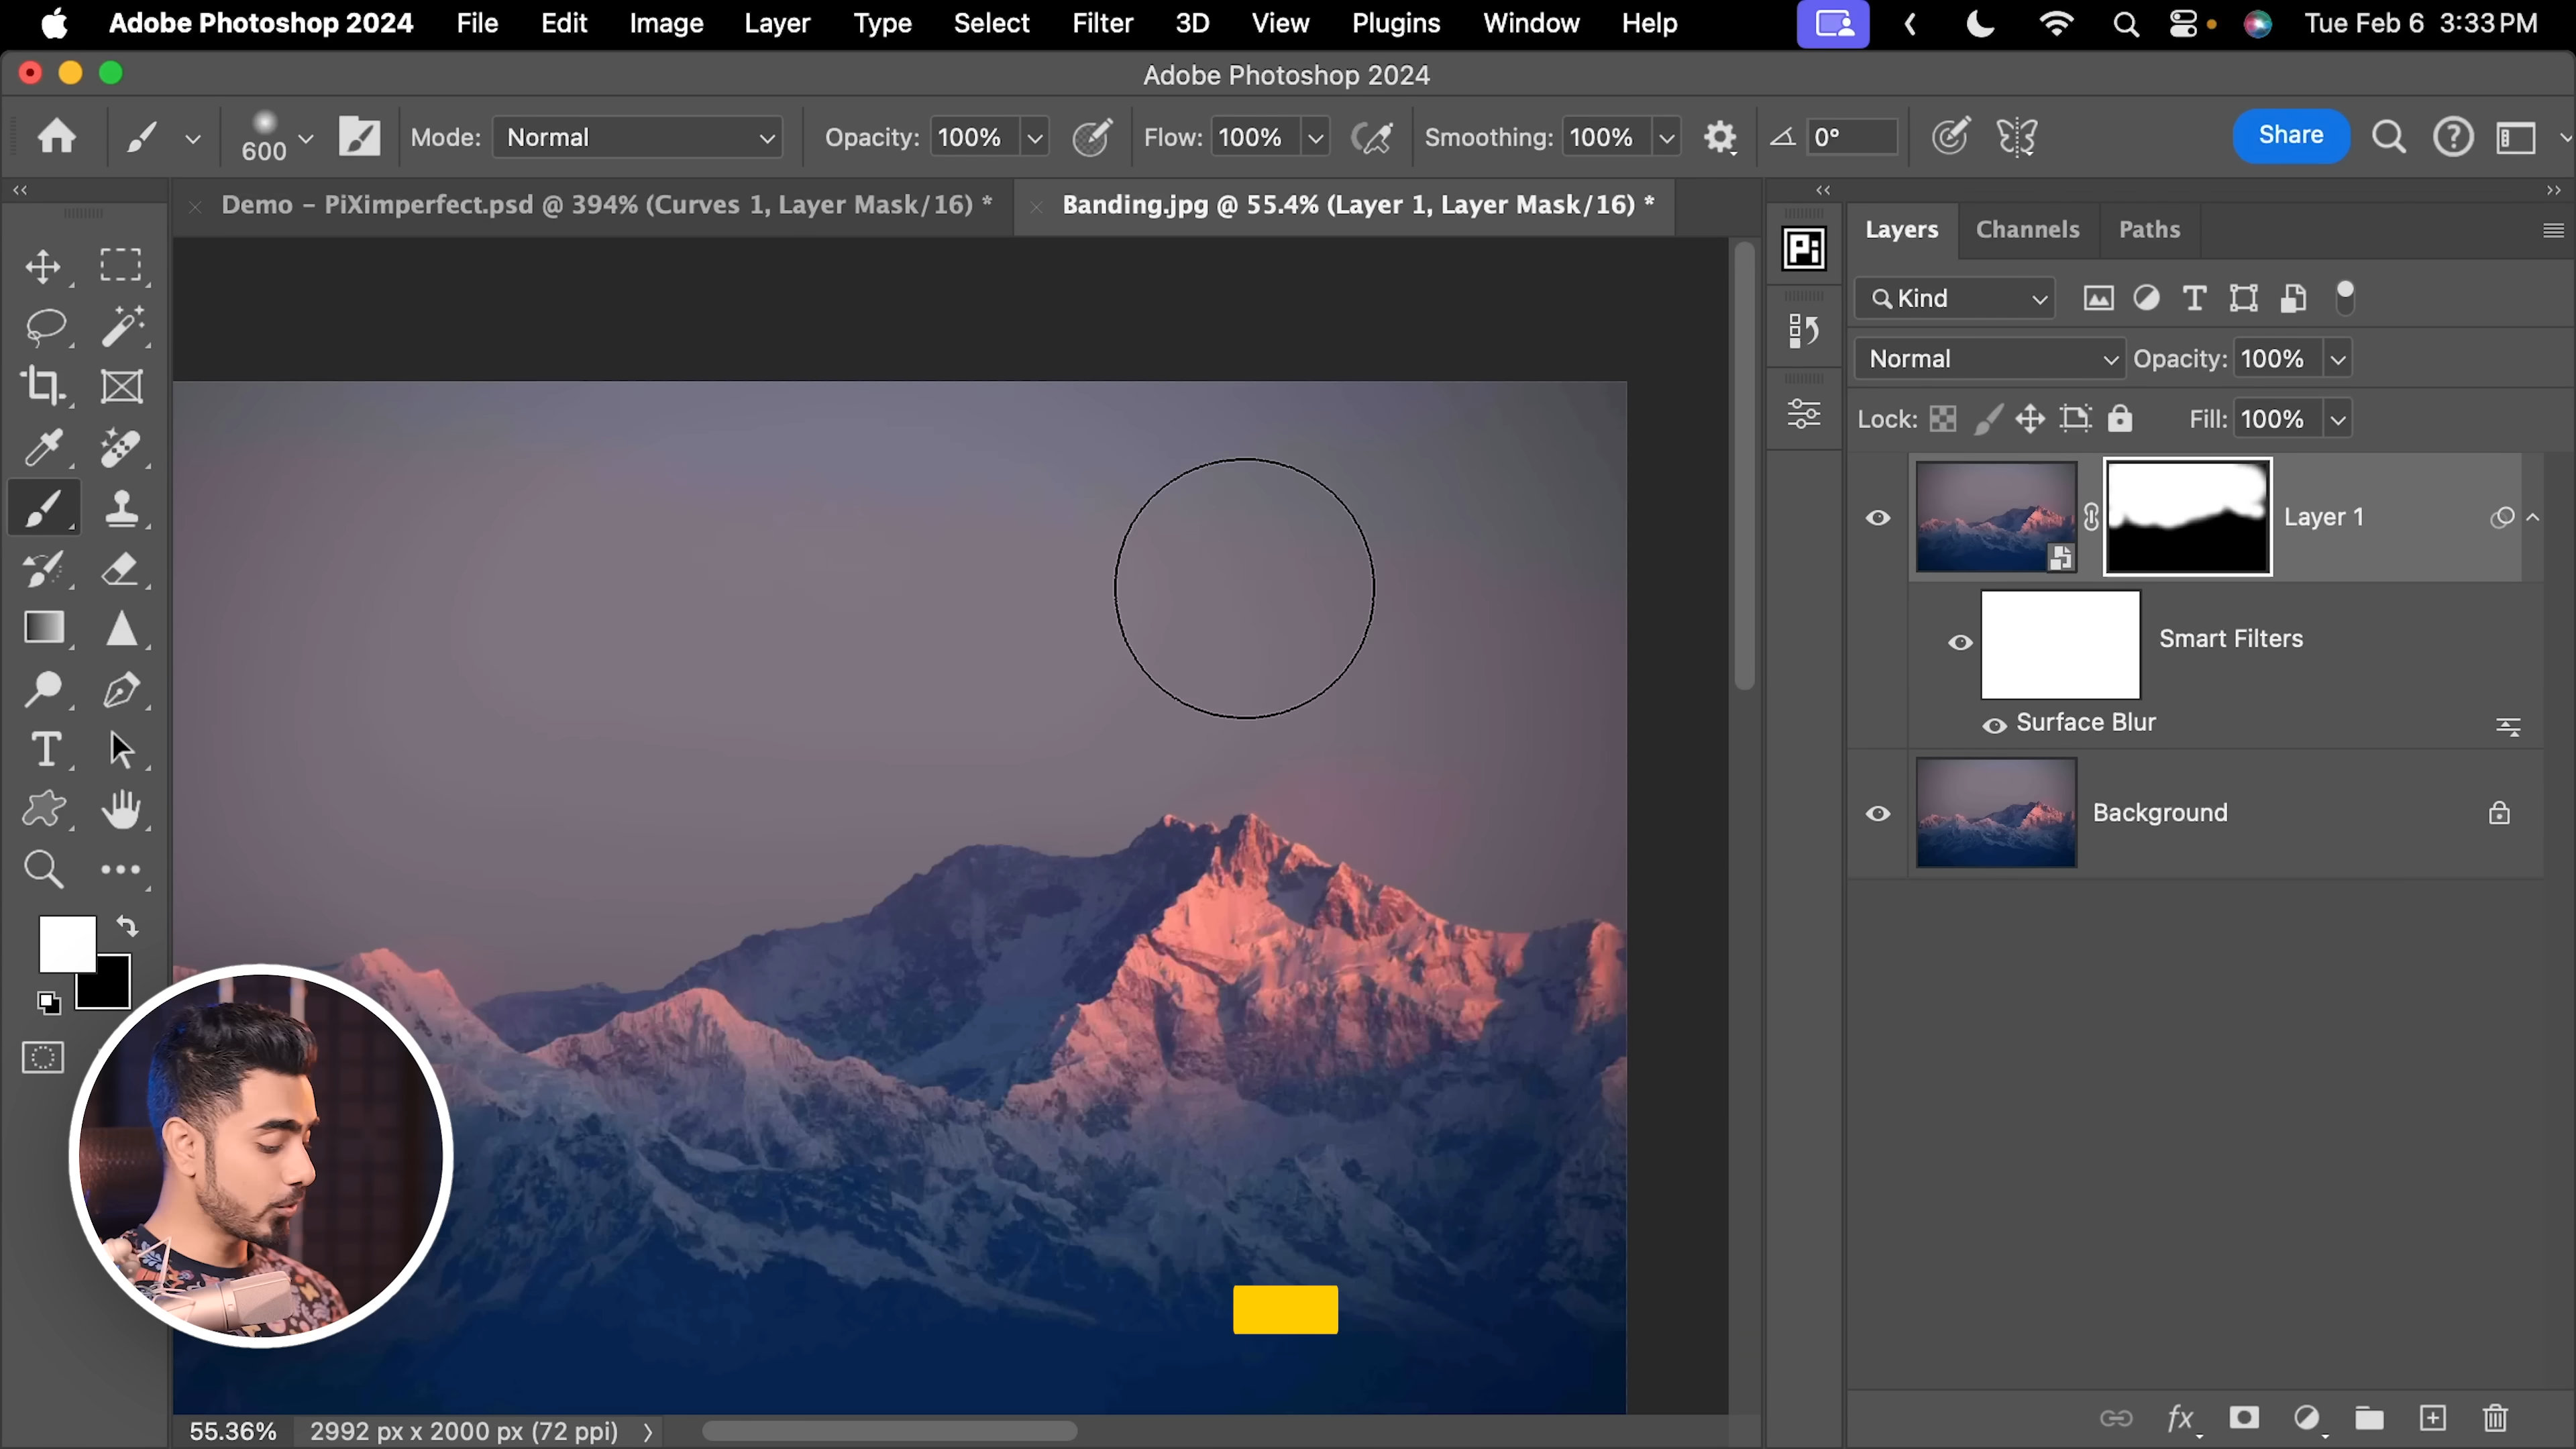 Adobe Photoshop 2024 File Edit Image Layer Type Select Filter 3D View Plugins Window Help Tue Feb 6 3:33 PM
Adobe Photoshop 2024
600 Mode: Normal Opacity: 100% Flow: 100% Smoothing: 100% 0° Share
Demo – PiXimperfect.psd @ 394% (Curves 1, Layer Mask/16) * Banding.jpg @ 55.4% (Layer 1, Layer Mask/16) *
Layers Channels Paths
Pi
Kind
Normal Opacity: 100%
Lock: Fill: 100%
Layer 1
Smart Filters
Surface Blur
Background
55.36% 2992 px x 2000 px (72 ppi)
fx